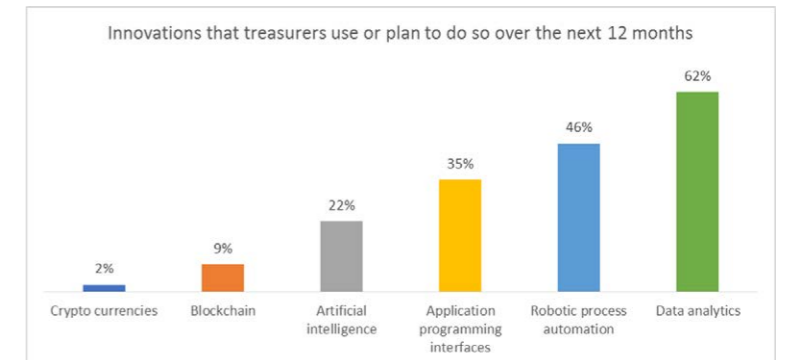 Innovations that treasurers use or plan to do so over the next 12 months
62%
46%
35%
22%
9%
2%
Crypto currencies
Blockchain
Artificial
intelligence
Application
programming
interfaces
Robotic process
automation
Data analytics